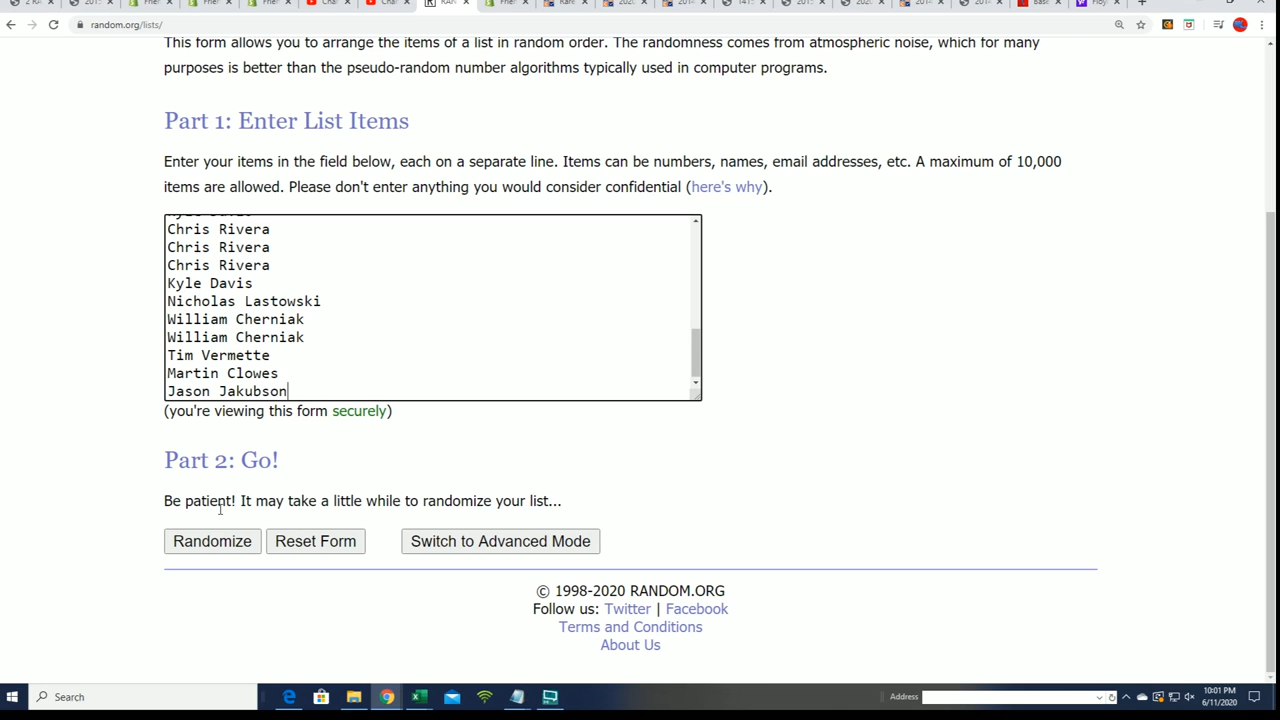 random.org/lists/
This form allows you to arrange the items of a list in random order. The randomness comes from atmospheric noise, which for many
purposes is better than the pseudo-random number algorithms typically used in computer programs.
Part 1: Enter List Items
Enter your items in the field below, each on a separate line. Items can be numbers, names, email addresses, etc. A maximum of 10,000
items are allowed. Please don't enter anything you would consider confidential (here's why).
Chris Rivera
Chris Rivera
Chris Rivera
Kyle Davis
Nicholas Lastowski
William Cherniak
William Cherniak
Tim Vermette
Martin Clowes
Jason Jakubson
(you're viewing this form securely)
Part 2: Go!
Be patient! It may take a little while to randomize your list...
Randomize Reset Form Switch to Advanced Mode
© 1998-2020 RANDOM.ORG
Follow us: Twitter | Facebook
Terms and Conditions
About Us
Search
Address
10:01 PM
6/11/2020